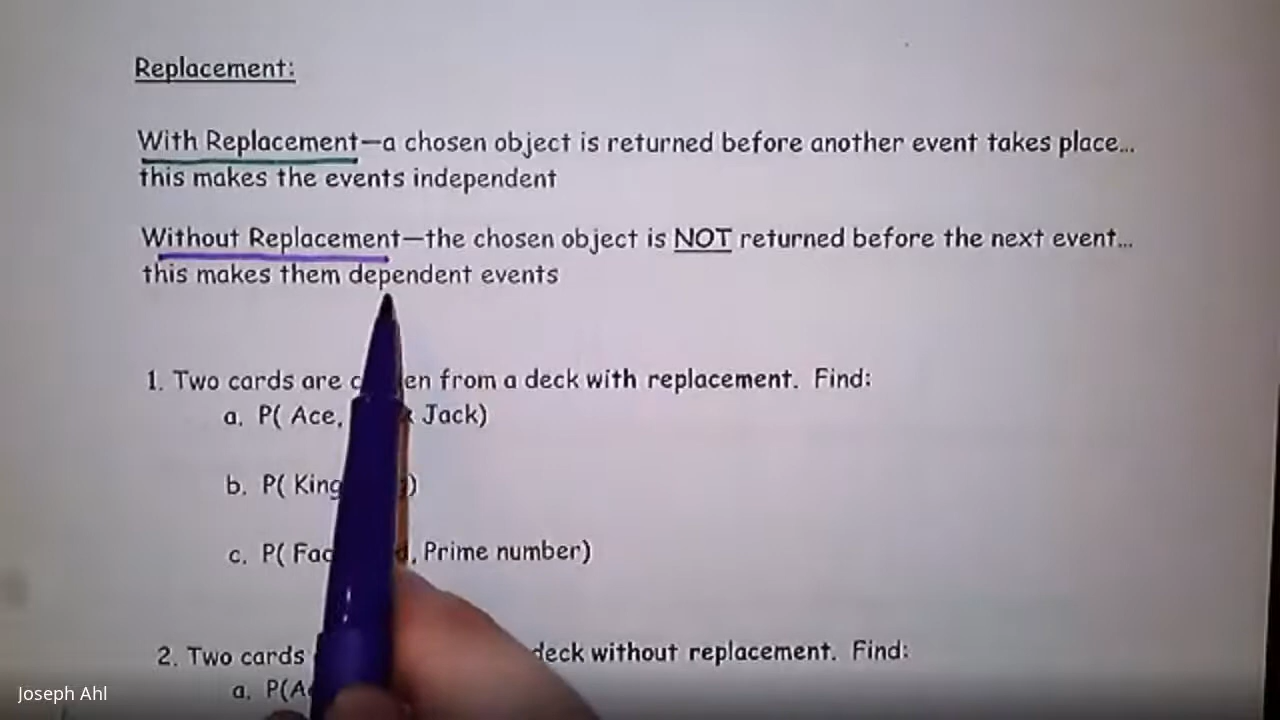 Replacement:
With Replacement—a chosen object is returned before another event takes place...
this makes the events independent
Without Replacement—the chosen object is NOT returned before the next event...
this makes them dependent events
1. Two cards are from a deck with replacement. Find:
a. P( Ace, Jack)
b. P( King
c. P( Prime number)
2. Two cards deck without replacement. Find:
a.
Joseph Ahl